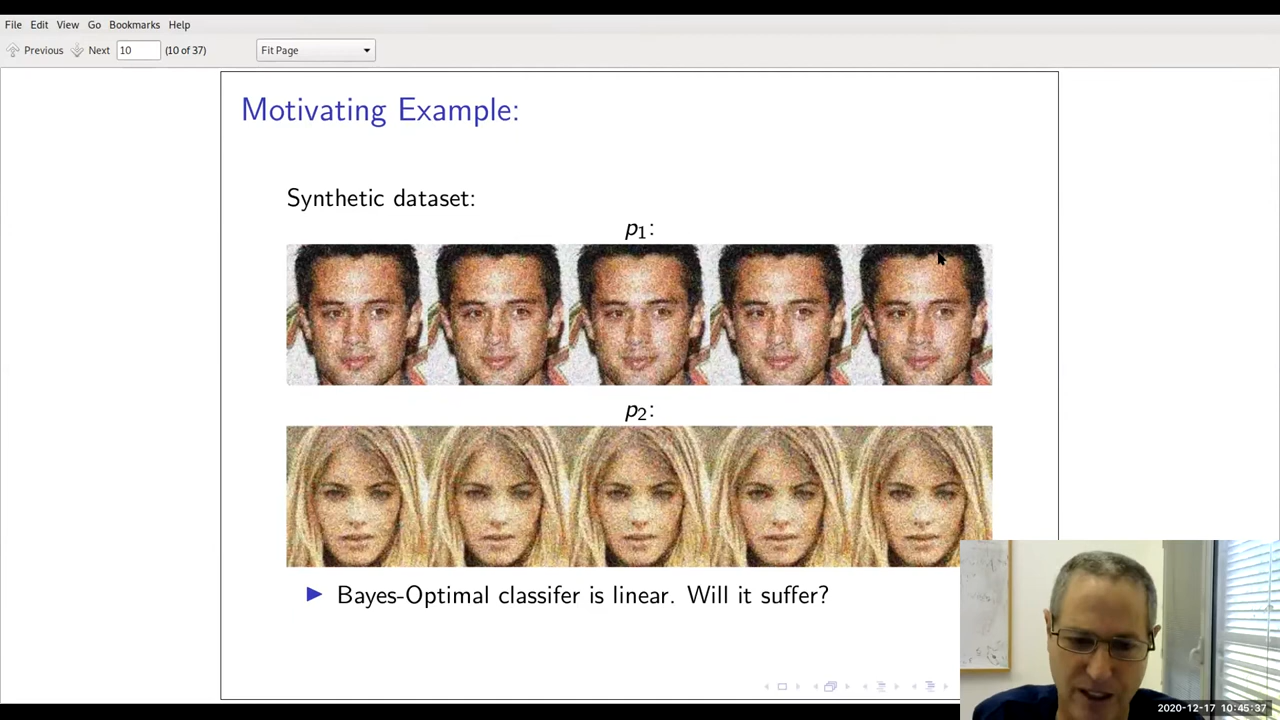 File Edit View Go Bookmarks Help
Previous Next 10 (10 of 37) Fit Page
Motivating Example:
Synthetic dataset:
p₁:
p₂:
Bayes-Optimal classifer is linear. Will it suffer?
2020-12-17 10:45:37